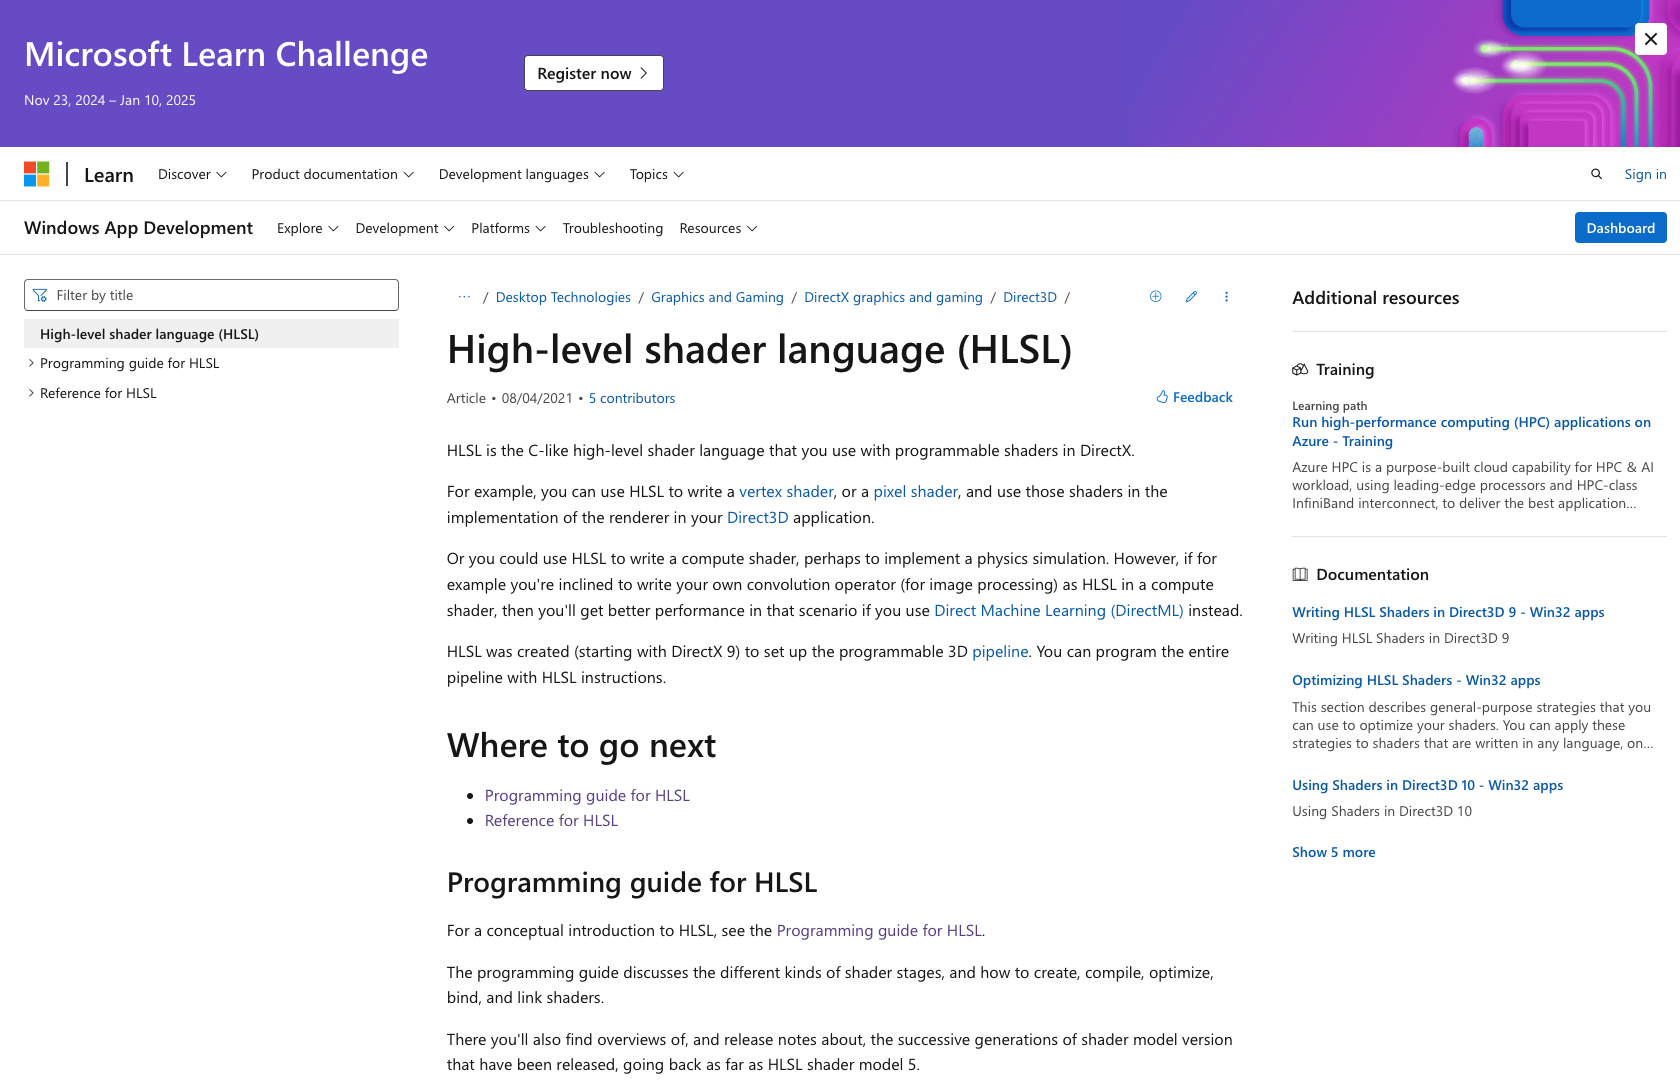 Microsoft Learn Challenge
Nov 23, 2024 – Jan 10, 2025
Register now
Learn
Discover
Product documentation
Development languages
Topics
Sign in
Windows App Development
Explore
Development
Platforms
Troubleshooting
Resources
Dashboard
Filter by title
High-level shader language (HLSL)
Programming guide for HLSL
Reference for HLSL
··· / Desktop Technologies / Graphics and Gaming / DirectX graphics and gaming / Direct3D /
High-level shader language (HLSL)
Article • 08/04/2021 • 5 contributors
Feedback
HLSL is the C-like high-level shader language that you use with programmable shaders in DirectX.
For example, you can use HLSL to write a vertex shader, or a pixel shader, and use those shaders in the
implementation of the renderer in your Direct3D application.
Or you could use HLSL to write a compute shader, perhaps to implement a physics simulation. However, if for
example you're inclined to write your own convolution operator (for image processing) as HLSL in a compute
shader, then you'll get better performance in that scenario if you use Direct Machine Learning (DirectML) instead.
HLSL was created (starting with DirectX 9) to set up the programmable 3D pipeline. You can program the entire
pipeline with HLSL instructions.
Where to go next
• Programming guide for HLSL
• Reference for HLSL
Programming guide for HLSL
For a conceptual introduction to HLSL, see the Programming guide for HLSL.
The programming guide discusses the different kinds of shader stages, and how to create, compile, optimize,
bind, and link shaders.
There you'll also find overviews of, and release notes about, the successive generations of shader model version
that have been released, going back as far as HLSL shader model 5.
Additional resources
Training
Learning path
Run high-performance computing (HPC) applications on
Azure - Training
Azure HPC is a purpose-built cloud capability for HPC & AI
workload, using leading-edge processors and HPC-class
InfiniBand interconnect, to deliver the best application...
Documentation
Writing HLSL Shaders in Direct3D 9 - Win32 apps
Writing HLSL Shaders in Direct3D 9
Optimizing HLSL Shaders - Win32 apps
This section describes general-purpose strategies that you
can use to optimize your shaders. You can apply these
strategies to shaders that are written in any language, on...
Using Shaders in Direct3D 10 - Win32 apps
Using Shaders in Direct3D 10
Show 5 more